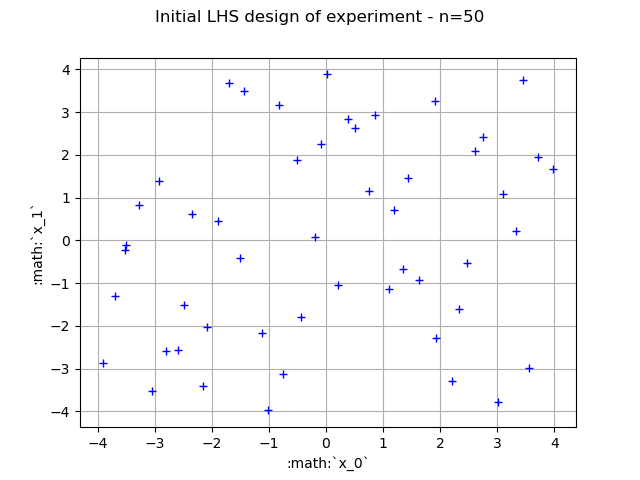 Initial LHS design of experiment - n=50
4
3
2
1
0
−1
−2
−3
−4
:math:`x_1`
−4 −3 −2 −1 0 1 2 3 4
:math:`x_0`